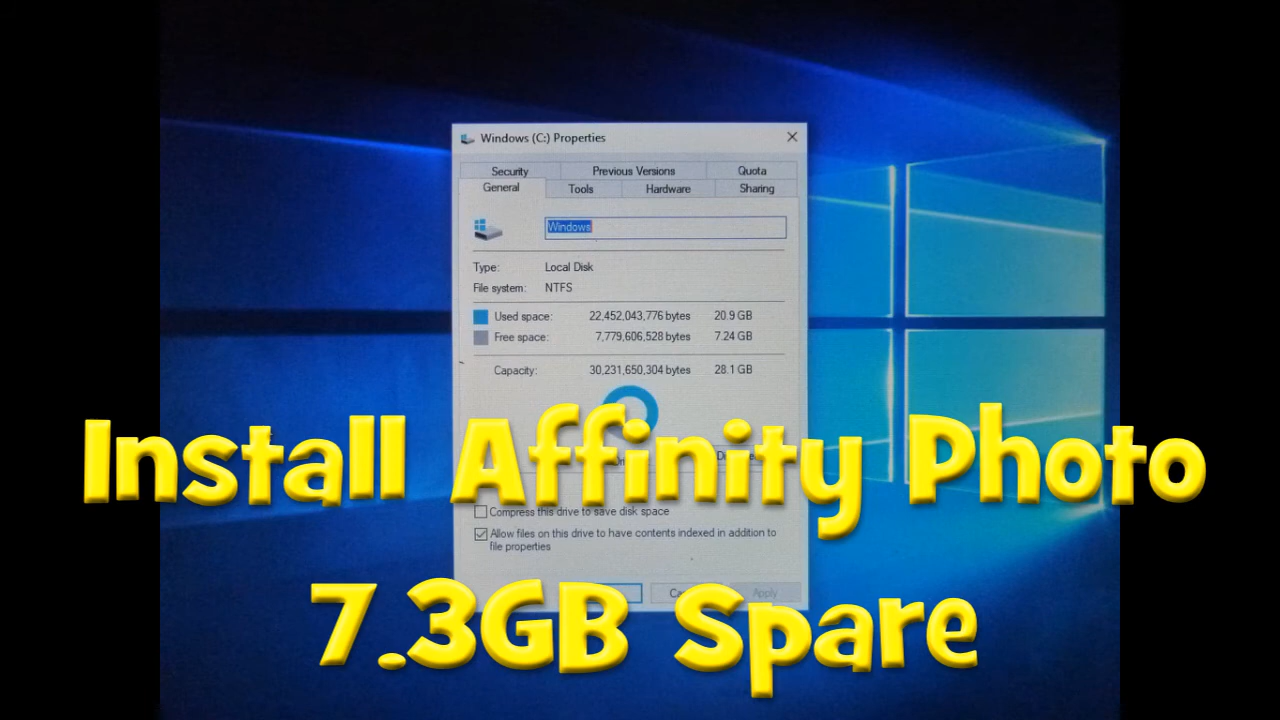 Windows (C:) Properties
Security Previous Versions Quota
General Tools Hardware Sharing
Windows
Type: Local Disk
File system: NTFS
Used space: 22,452,043,776 bytes 20.9 GB
Free space: 7,779,606,528 bytes 7.24 GB
Capacity: 30,231,650,304 bytes 28.1 GB
Install Affinity Photo
Compress this drive to save disk space
Allow files on this drive to have contents indexed in addition to
file properties
Apply
7.3GB Spare